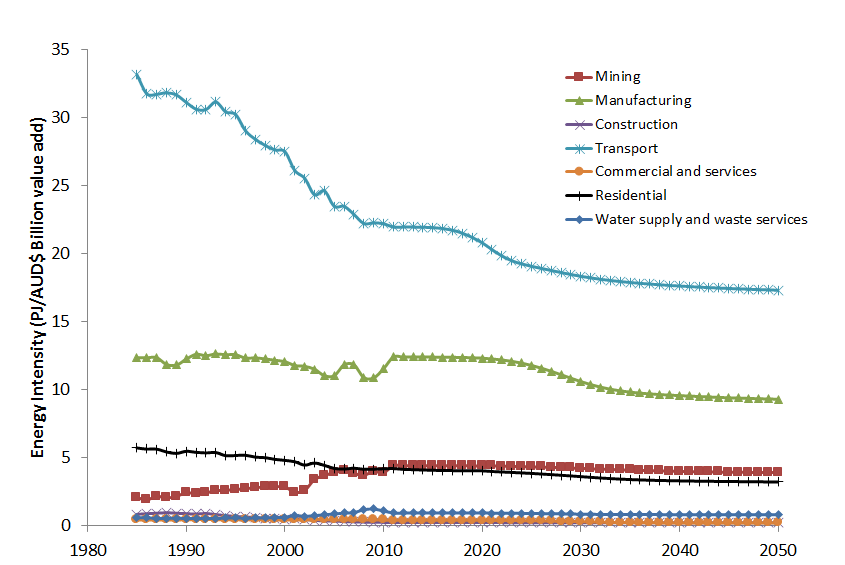 Energy Intensity (PJ/AUD$ Billion value add)
35
30
25
20
15
10
5
0
1980 1990 2000 2010 2020 2030 2040 2050
Mining
Manufacturing
Construction
Transport
Commercial and services
Residential
Water supply and waste services